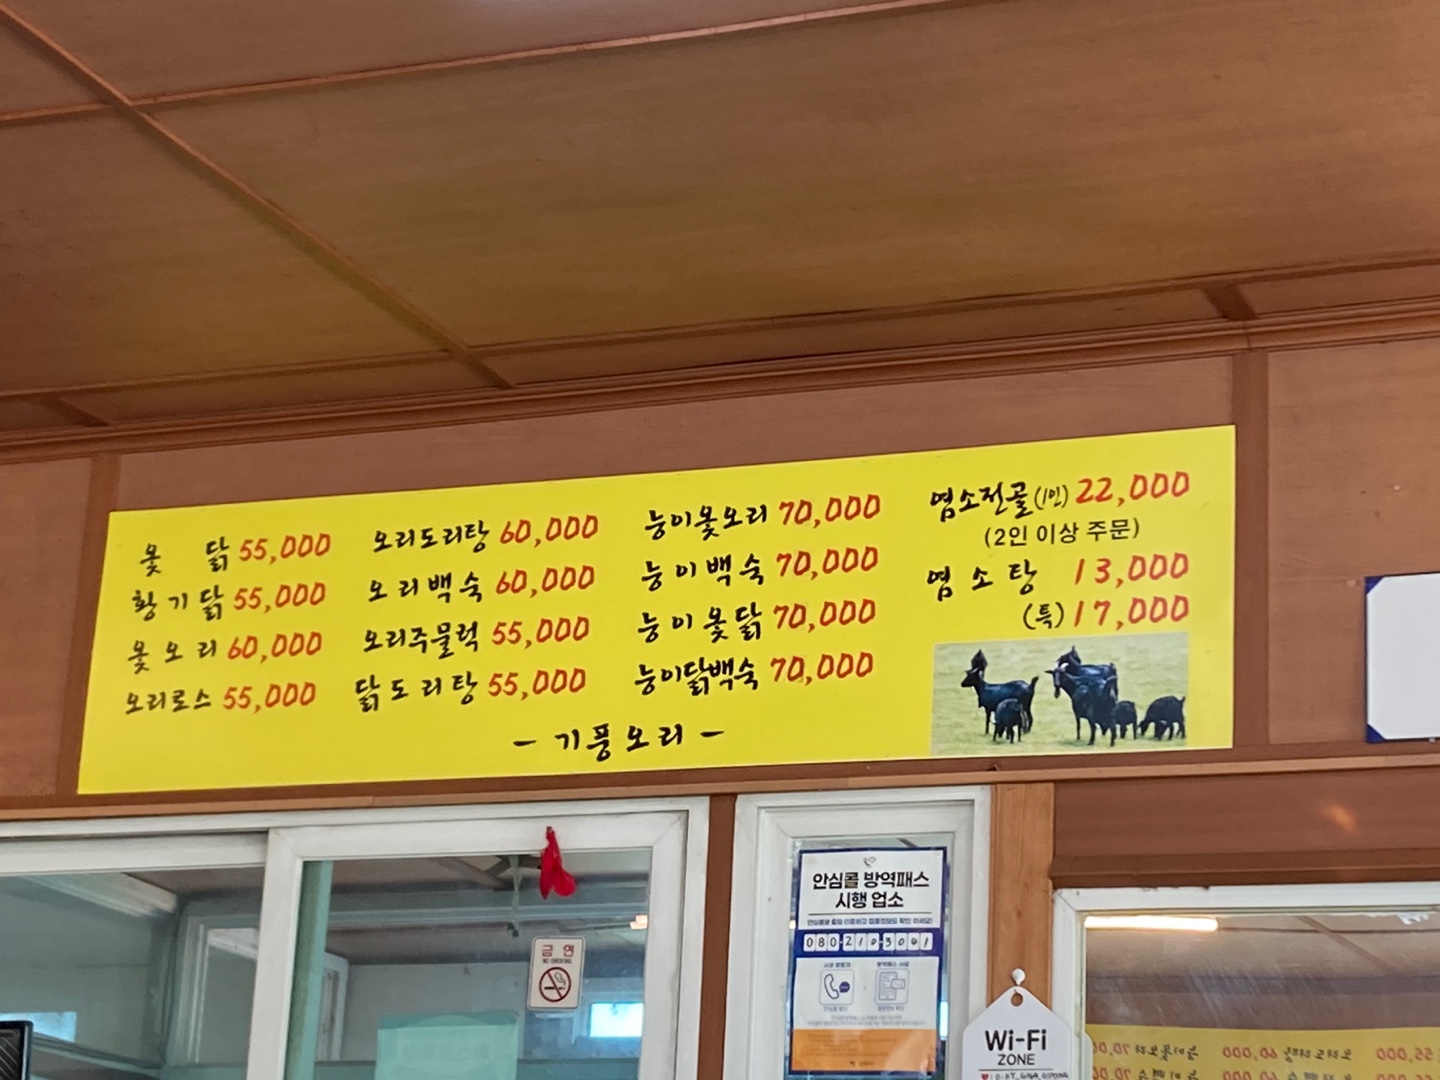 옻 닭 55,000
황기닭 55,000
옻오리 60,000
오리로스 55,000
오리도리탕 60,000
오리백숙 60,000
오리주물럭 55,000
닭도리탕 55,000
능이옻오리 70,000
능이백숙 70,000
능이옻닭 70,000
능이닭백숙 70,000
염소전골(1인) 22,000
(2인 이상 주문)
염소탕 13,000
(특) 17,000
- 기풍오리 -
안심콜 방역패스
시행 업소
080-210-3041
금연
NO SMOKING
Wi-Fi
ZONE